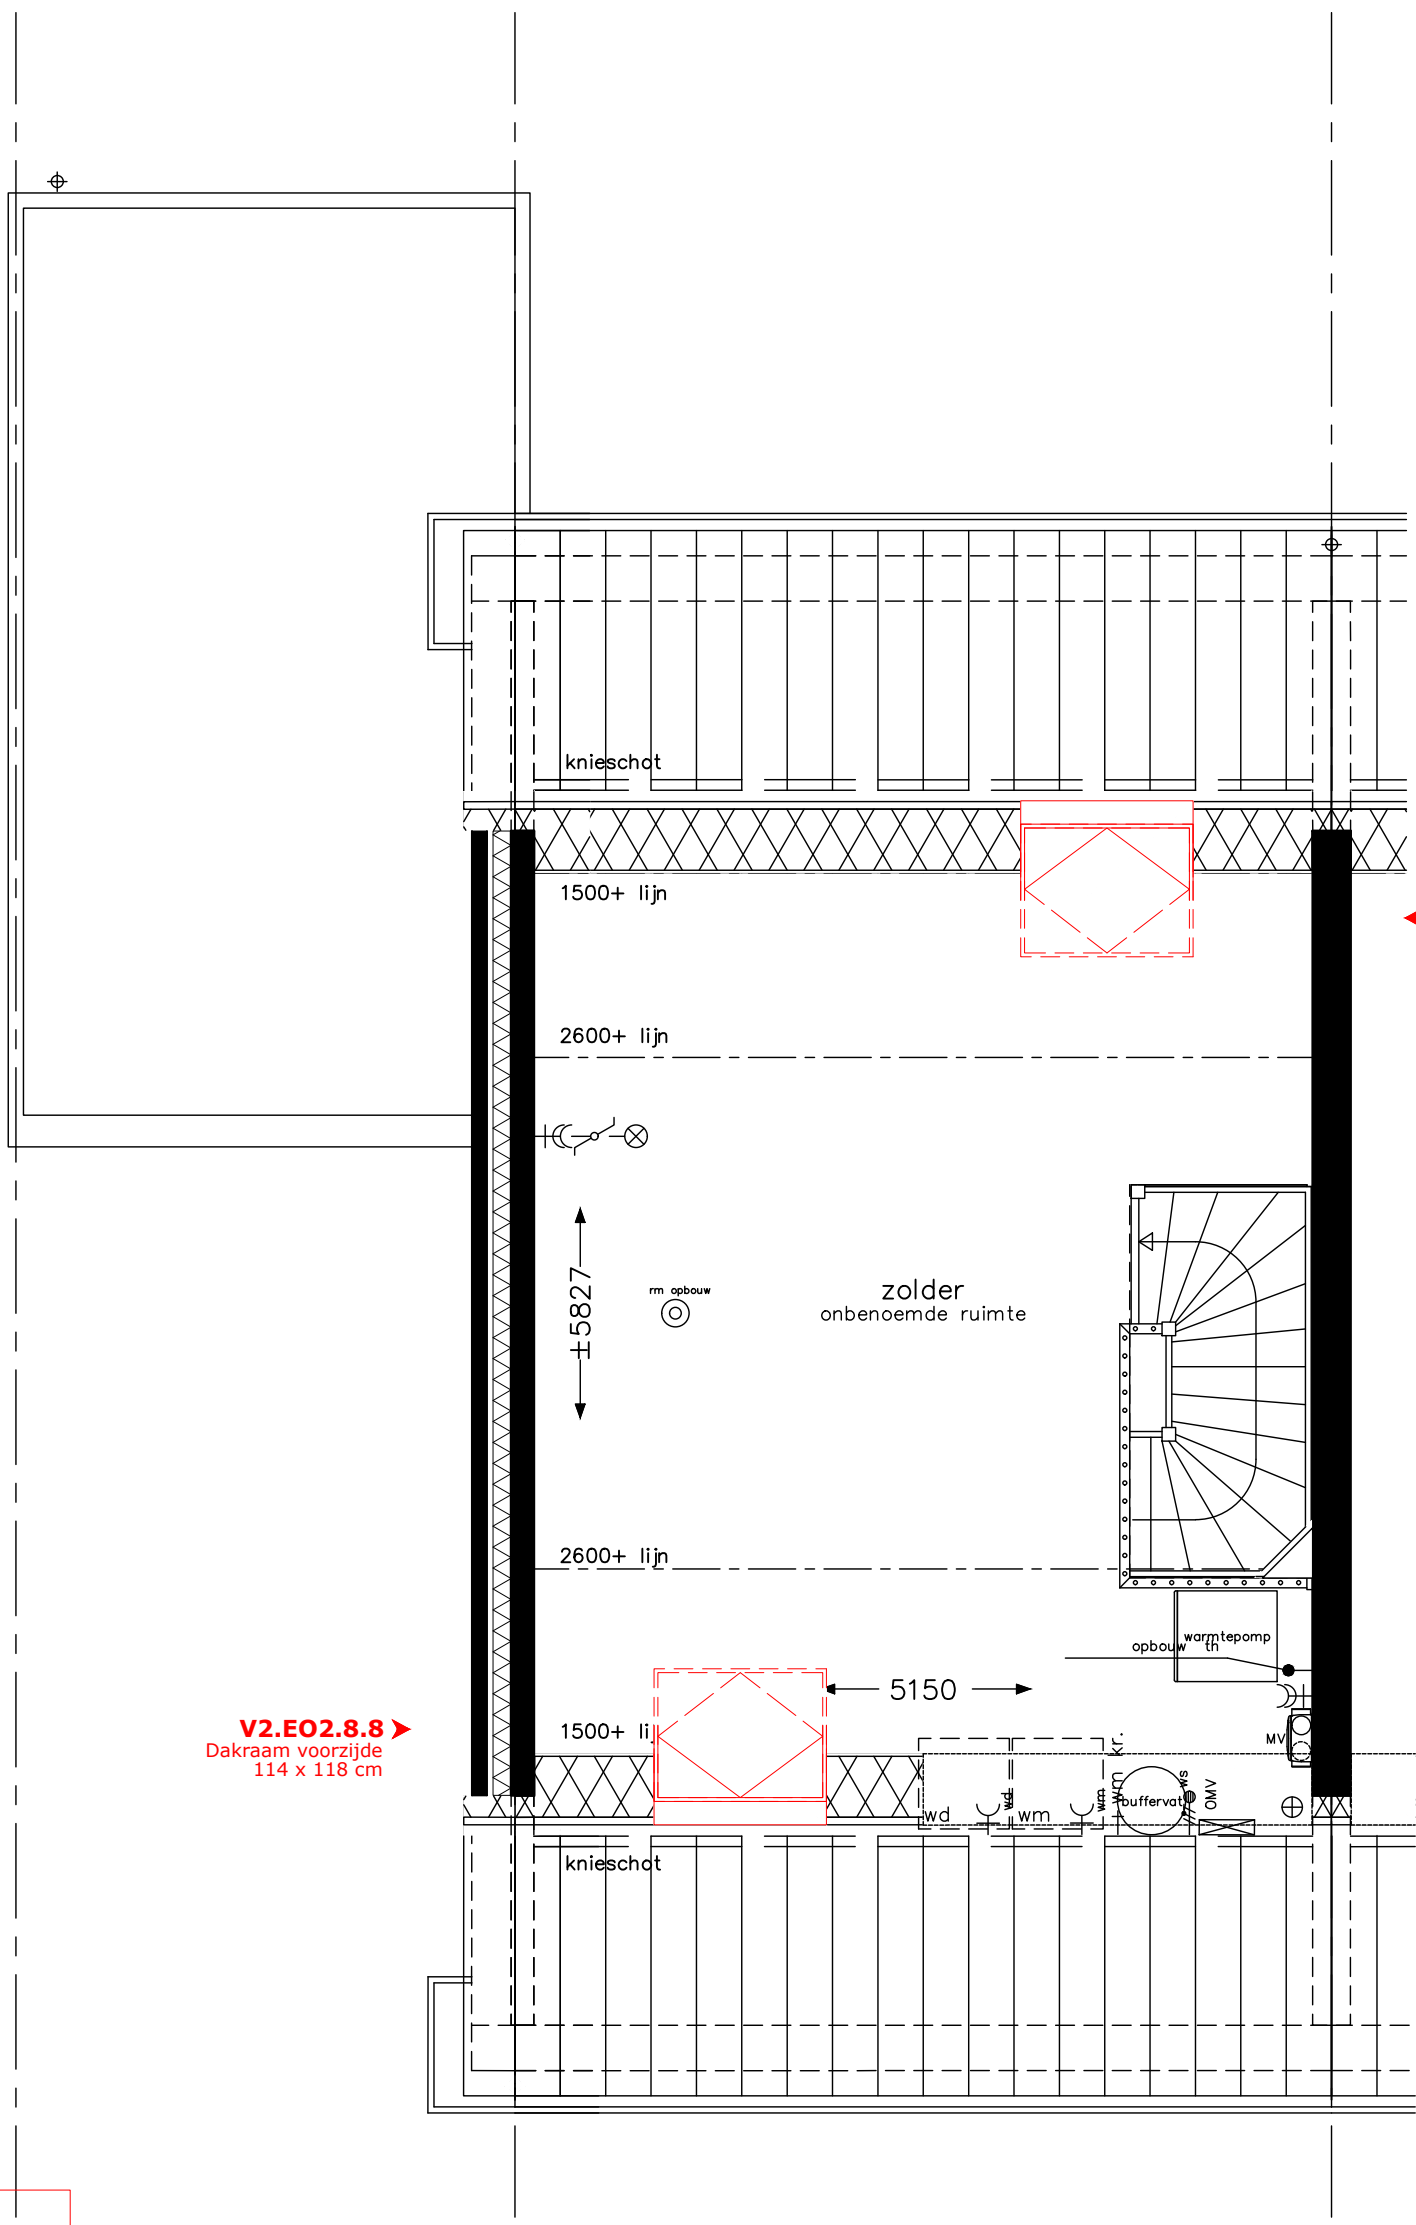 knieschot
1500+ lijn
2600+ lijn
±5827
rm opbouw
zolder
onbenoemde ruimte
2600+ lijn
warmtepomp
opbouw th
5150
V2.EO2.8.8
Dakraam voorzijde
114 x 118 cm
1500+
MV
wm kr.
ws
OMV
wd
wm
buffervat
wd
wm
knieschot